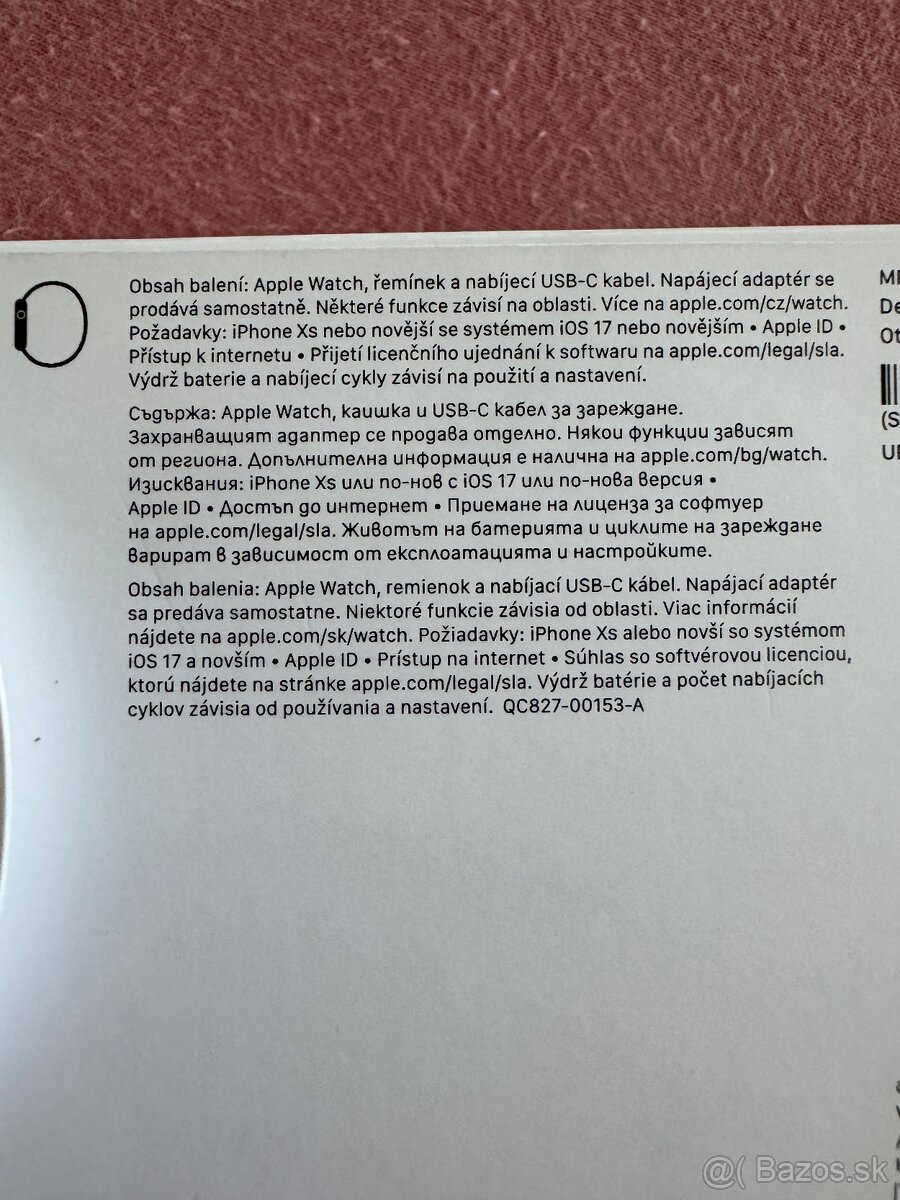 Obsah balení: Apple Watch, řemínek a nabíjecí USB-C kabel. Napájecí adaptér se
prodává samostatně. Některé funkce závisí na oblasti. Více na apple.com/cz/watch.
Požadavky: iPhone Xs nebo novější se systémem iOS 17 nebo novějším • Apple ID •
Přístup k internetu • Přijetí licenčního ujednání k softwaru na apple.com/legal/sla.
Výdrž baterie a nabíjecí cykly závisí na použití a nastavení.
Съдържа: Apple Watch, каишка и USB-C кабел за зареждане.
Захранващият адаптер се продава отделно. Някои функции зависят
от региона. Допълнителна информация е налична на apple.com/bg/watch.
Изисквания: iPhone Xs или по-нов с iOS 17 или по-нова версия •
Apple ID • Достъп до интернет • Приемане на лиценза за софтуер
на apple.com/legal/sla. Животът на батерията и циклите на зареждане
варират в зависимост от експлоатацията и настройките.
Obsah balenia: Apple Watch, remienok a nabíjací USB-C kábel. Napájací adaptér
sa predáva samostatne. Niektoré funkcie závisia od oblasti. Viac informácií
nájdete na apple.com/sk/watch. Požiadavky: iPhone Xs alebo novší so systémom
iOS 17 a novším • Apple ID • Prístup na internet • Súhlas so softvérovou licenciou,
ktorú nájdete na stránke apple.com/legal/sla. Výdrž batérie a počet nabíjacích
cyklov závisia od používania a nastavení. QC827-00153-A
Bazos.sk